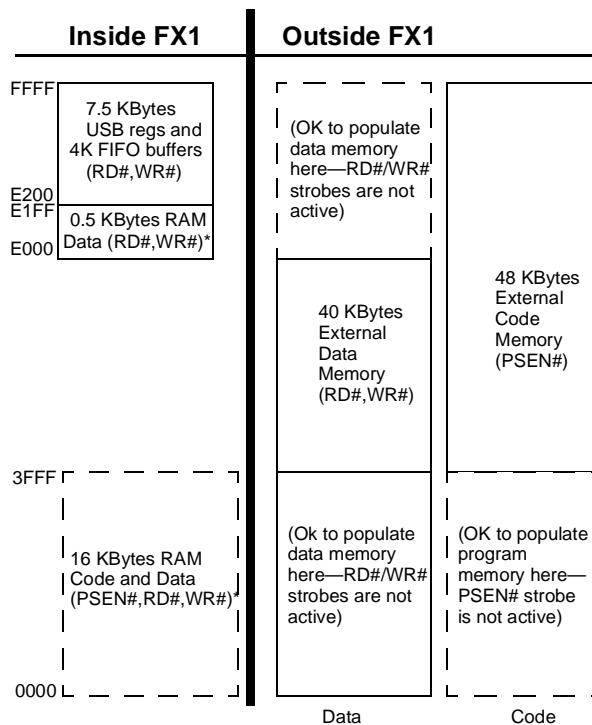 Inside FX1
Outside FX1
FFFF
7.5 KBytes
USB regs and
4K FIFO buffers
(RD#,WR#)
E200
E1FF
0.5 KBytes RAM
Data (RD#,WR#)*
E000
(OK to populate
data memory
here—RD#/WR#
strobes are not
active)
40 KBytes
External
Data
Memory
(RD#,WR#)
48 KBytes
External
Code
Memory
(PSEN#)
3FFF
16 KBytes RAM
Code and Data
(PSEN#,RD#,WR#)*
0000
(Ok to populate
data memory
here—RD#/WR#
strobes are not
active)
(OK to populate
program
memory here—
PSEN# strobe
is not active)
Data
Code